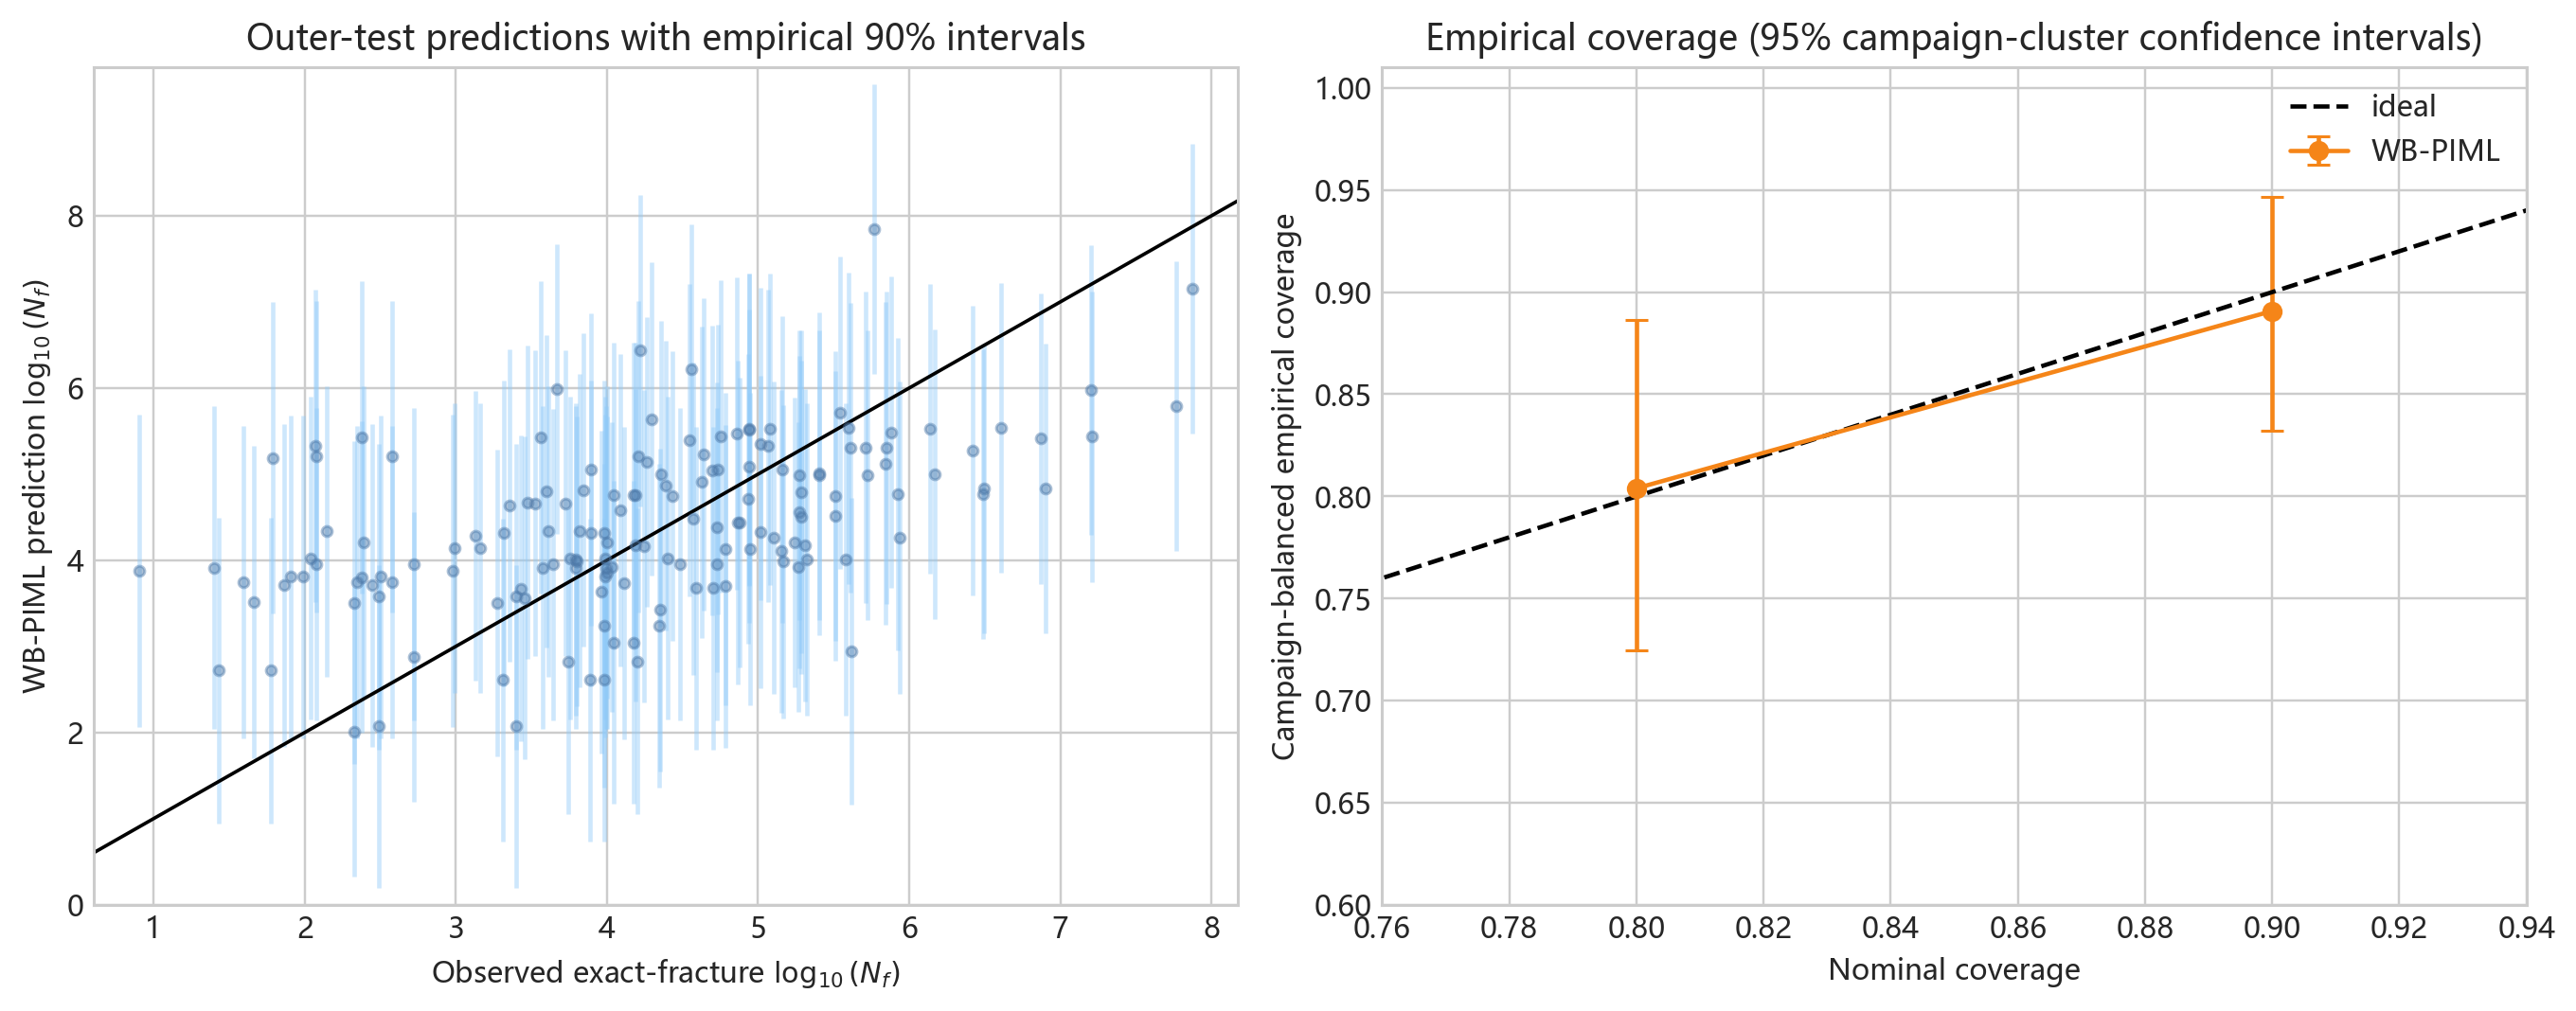 Outer-test predictions with empirical 90% intervals
WB-PIML prediction log₁₀(N_f)
8
6
4
2
0
1 2 3 4 5 6 7 8
Observed exact-fracture log₁₀(N_f)
Empirical coverage (95% campaign-cluster confidence intervals)
Campaign-balanced empirical coverage
1.00
0.95
0.90
0.85
0.80
0.75
0.70
0.65
0.60
ideal
WB-PIML
0.76 0.78 0.80 0.82 0.84 0.86 0.88 0.90 0.92 0.94
Nominal coverage